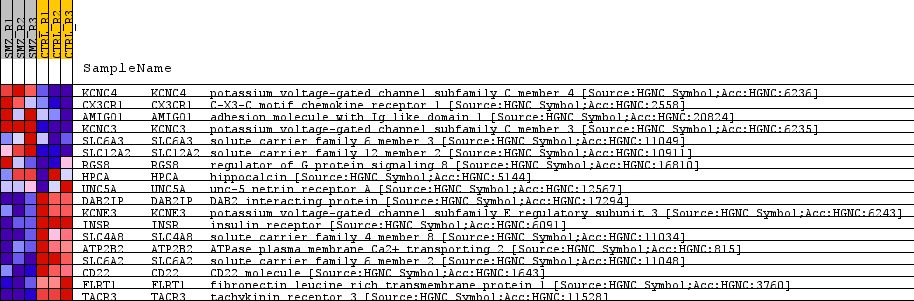 SMZ_R1
SMZ_R2
SMZ_R3
CTRL_R1
CTRL_R2
CTRL_R3
SampleName
KCNC4 KCNC4 potassium voltage-gated channel subfamily C member 4 [Source:HGNC Symbol;Acc:HGNC:6236]
CX3CR1 CX3CR1 C-X3-C motif chemokine receptor 1 [Source:HGNC Symbol;Acc:HGNC:2558]
AMIGO1 AMIGO1 adhesion molecule with Ig like domain 1 [Source:HGNC Symbol;Acc:HGNC:20824]
KCNC3 KCNC3 potassium voltage-gated channel subfamily C member 3 [Source:HGNC Symbol;Acc:HGNC:6235]
SLC6A3 SLC6A3 solute carrier family 6 member 3 [Source:HGNC Symbol;Acc:HGNC:11049]
SLC12A2 SLC12A2 solute carrier family 12 member 2 [Source:HGNC Symbol;Acc:HGNC:10911]
RGS8 RGS8 regulator of G protein signaling 8 [Source:HGNC Symbol;Acc:HGNC:16810]
HPCA HPCA hippocalcin [Source:HGNC Symbol;Acc:HGNC:5144]
UNC5A UNC5A unc-5 netrin receptor A [Source:HGNC Symbol;Acc:HGNC:12567]
DAB2IP DAB2IP DAB2 interacting protein [Source:HGNC Symbol;Acc:HGNC:17294]
KCNE3 KCNE3 potassium voltage-gated channel subfamily E regulatory subunit 3 [Source:HGNC Symbol;Acc:HGNC:6243]
INSR INSR insulin receptor [Source:HGNC Symbol;Acc:HGNC:6091]
SLC4A8 SLC4A8 solute carrier family 4 member 8 [Source:HGNC Symbol;Acc:HGNC:11034]
ATP2B2 ATP2B2 ATPase plasma membrane Ca2+ transporting 2 [Source:HGNC Symbol;Acc:HGNC:815]
SLC6A2 SLC6A2 solute carrier family 6 member 2 [Source:HGNC Symbol;Acc:HGNC:11048]
CD22 CD22 CD22 molecule [Source:HGNC Symbol;Acc:HGNC:1643]
FLRT1 FLRT1 fibronectin leucine rich transmembrane protein 1 [Source:HGNC Symbol;Acc:HGNC:3760]
TACR3 TACR3 tachykinin receptor 3 [Source:HGNC Symbol;Acc:HGNC:11528]